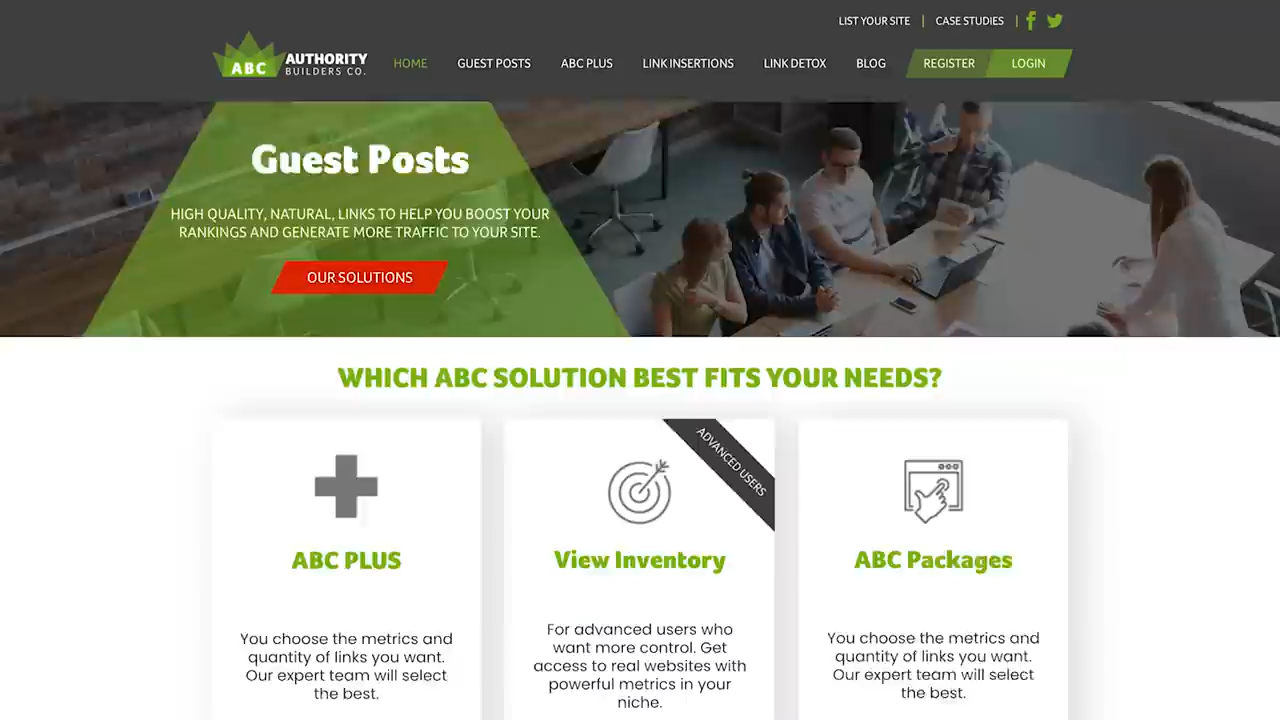 LIST YOUR SITE | CASE STUDIES |
ABC AUTHORITY
BUILDERS CO.
HOME GUEST POSTS ABC PLUS LINK INSERTIONS LINK DETOX BLOG REGISTER LOGIN
Guest Posts
HIGH QUALITY, NATURAL, LINKS TO HELP YOU BOOST YOUR
RANKINGS AND GENERATE MORE TRAFFIC TO YOUR SITE.
OUR SOLUTIONS
WHICH ABC SOLUTION BEST FITS YOUR NEEDS?
ABC PLUS
You choose the metrics and
quantity of links you want.
Our expert team will select
the best.
ADVANCED USERS
View Inventory
For advanced users who
want more control. Get
access to real websites with
powerful metrics in your
niche.
ABC Packages
You choose the metrics and
quantity of links you want.
Our expert team will select
the best.